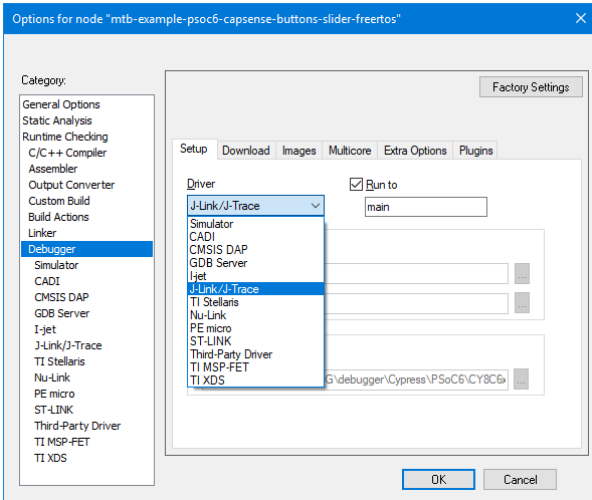 Options for node "mtb-example-psoc6-capsense-buttons-slider-freertos"
Category:
General Options
Static Analysis
Runtime Checking
C/C++ Compiler
Assembler
Output Converter
Custom Build
Build Actions
Linker
Debugger
Simulator
CADI
CMSIS DAP
GDB Server
I-jet
J-Link/J-Trace
TI Stellaris
Nu-Link
PE micro
ST-LINK
Third-Party Driver
TI MSP-FET
TI XDS
Factory Settings
Setup Download Images Multicore Extra Options Plugins
Driver
Run to
J-Link/J-Trace
main
Simulator
CADI
CMSIS DAP
GDB Server
I-jet
J-Link/J-Trace
TI Stellaris
Nu-Link
PE micro
ST-LINK
Third-Party Driver
TI MSP-FET
TI XDS
...
...
G\debugger\Cypress\PSoC6\CY8C6
...
OK Cancel